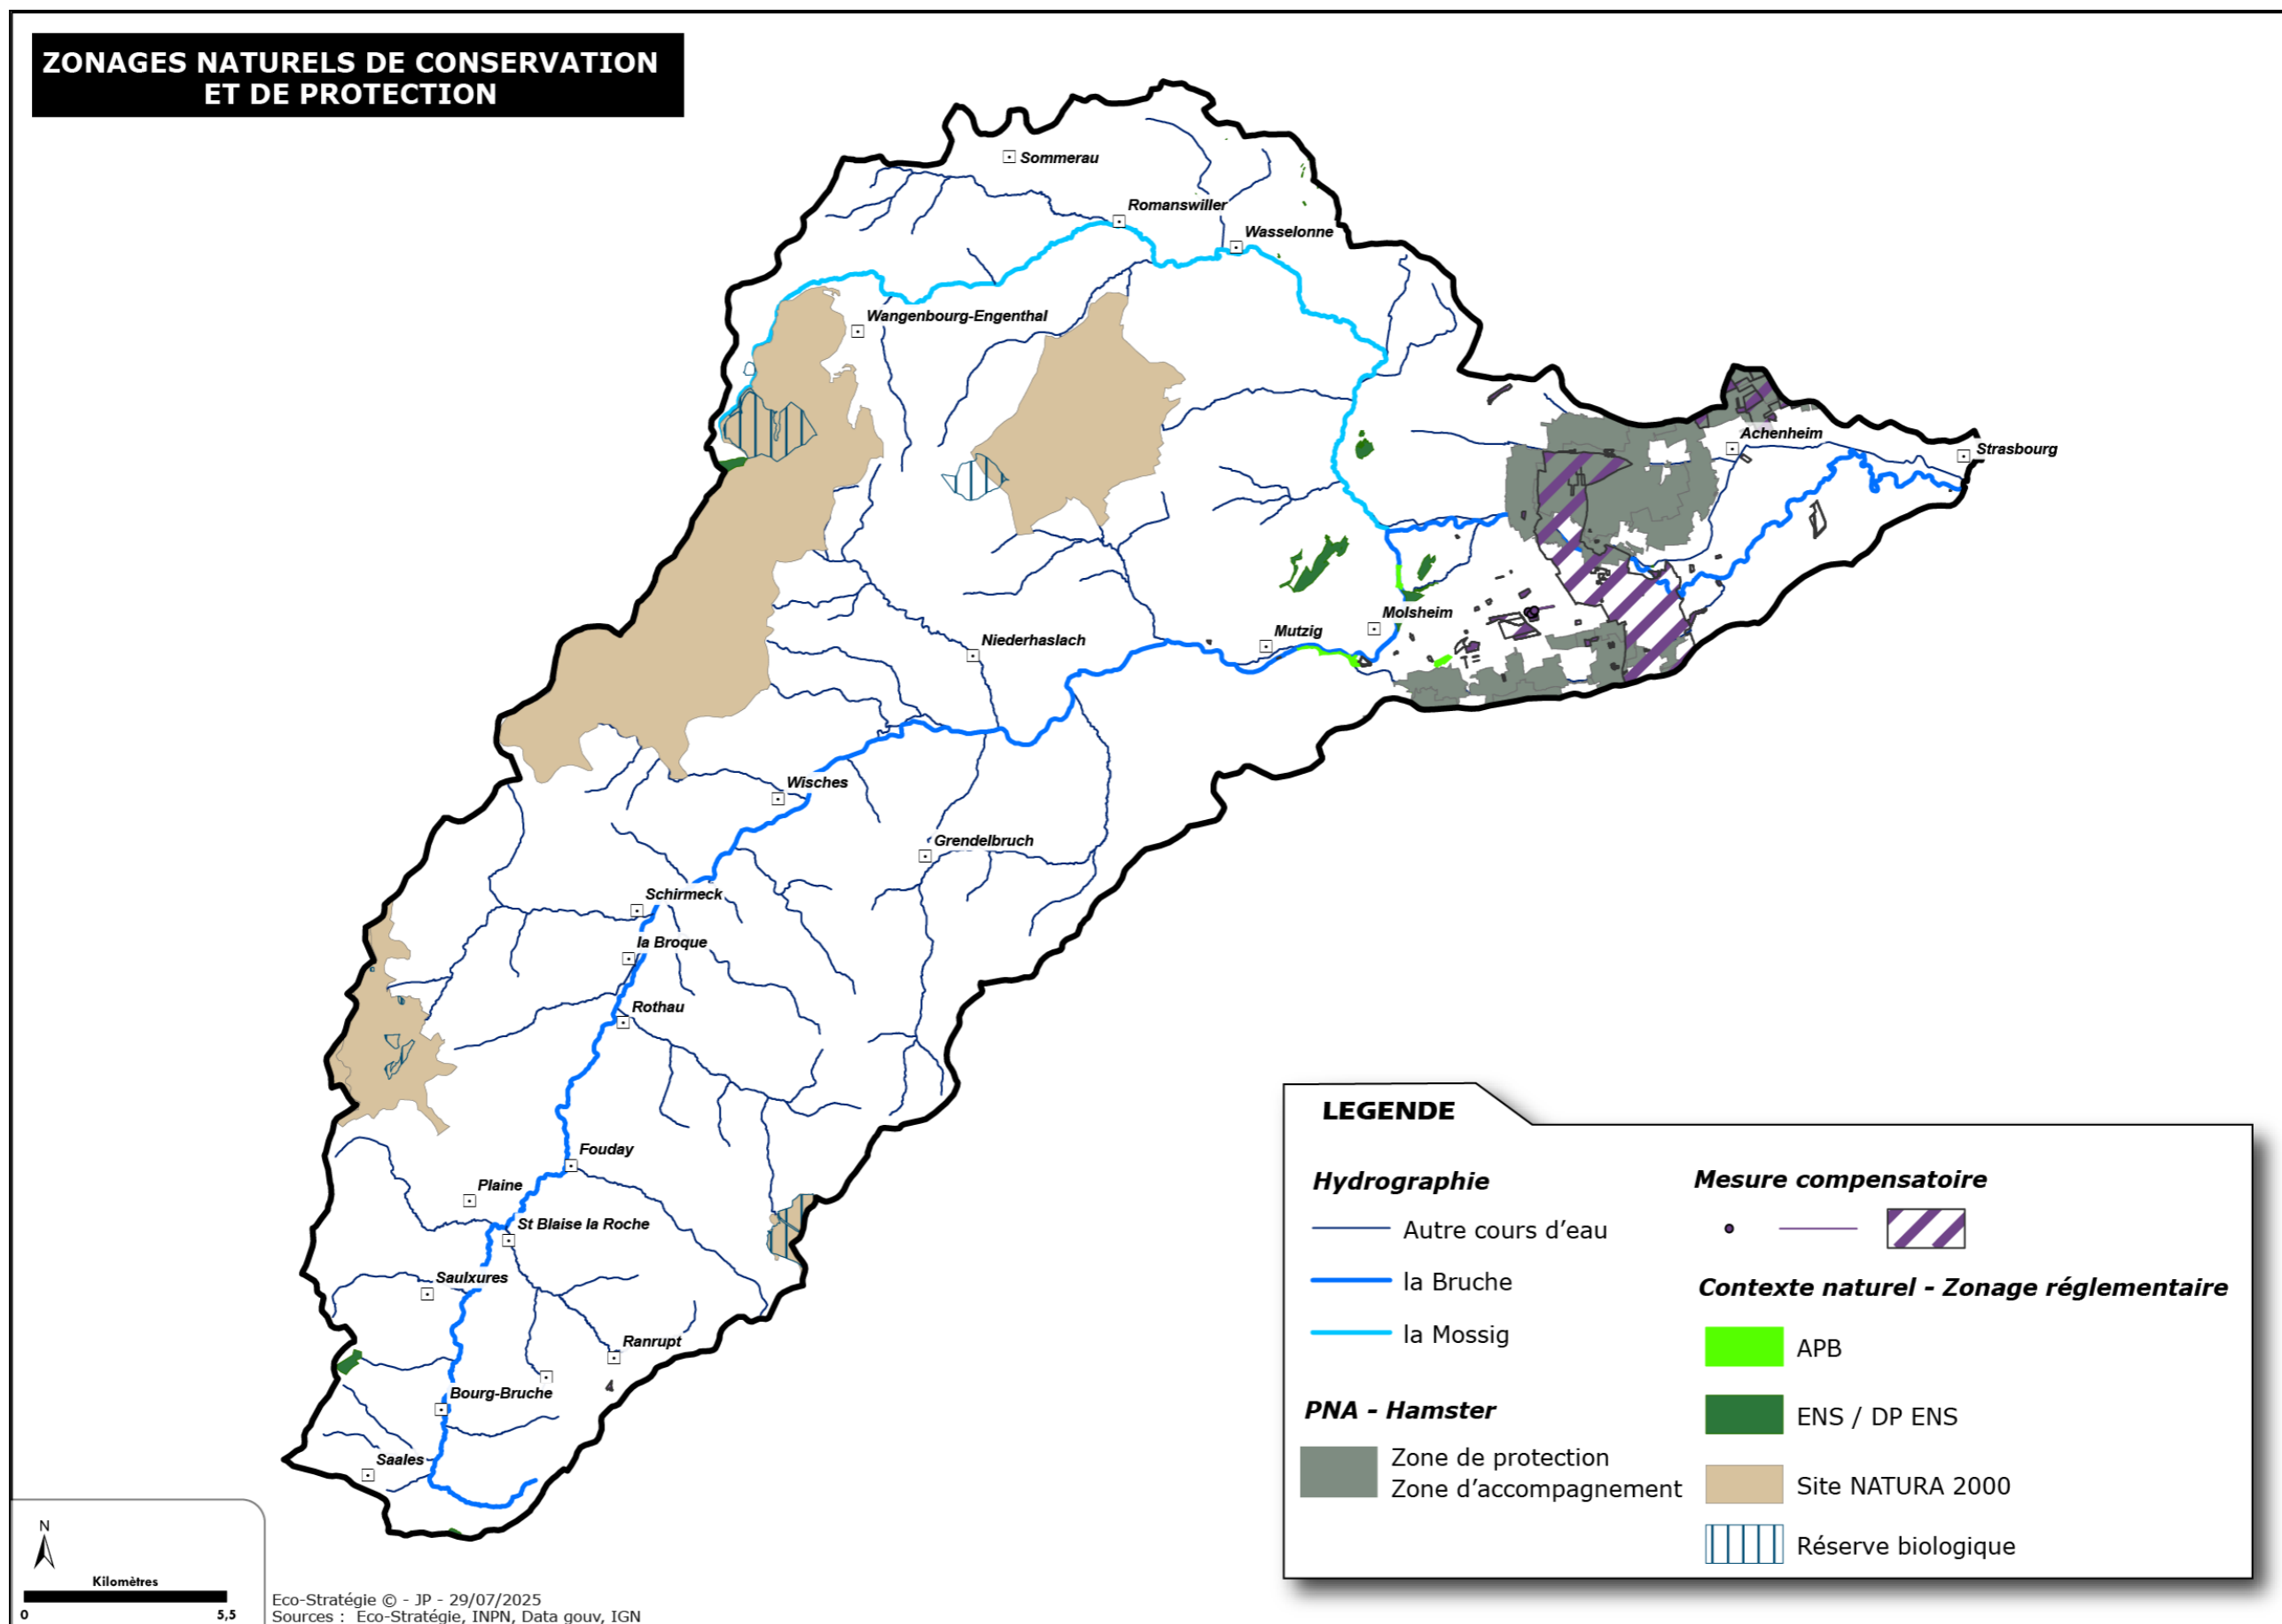 ZONAGES NATURELS DE CONSERVATION
ET DE PROTECTION
Sommerau
Romanswiller
Wasselonne
Wangenbourg-Engenthal
Achenheim
Strasbourg
Molsheim
Mutzig
Niederhaslach
Wisches
Grendelbruch
Schirmeck
la Broque
Rothau
Fouday
Plaine
St Blaise la Roche
Saulxures
Ranrupt
Bourg-Bruche
Saales
LEGENDE
Hydrographie
Autre cours d'eau
la Bruche
la Mossig
PNA - Hamster
Zone de protection
Zone d'accompagnement
Mesure compensatoire
Contexte naturel - Zonage réglementaire
APB
ENS / DP ENS
Site NATURA 2000
Réserve biologique
N
Kilomètres
0 5,5
Eco-Stratégie © - JP - 29/07/2025
Sources : Eco-Stratégie, INPN, Data gouv, IGN